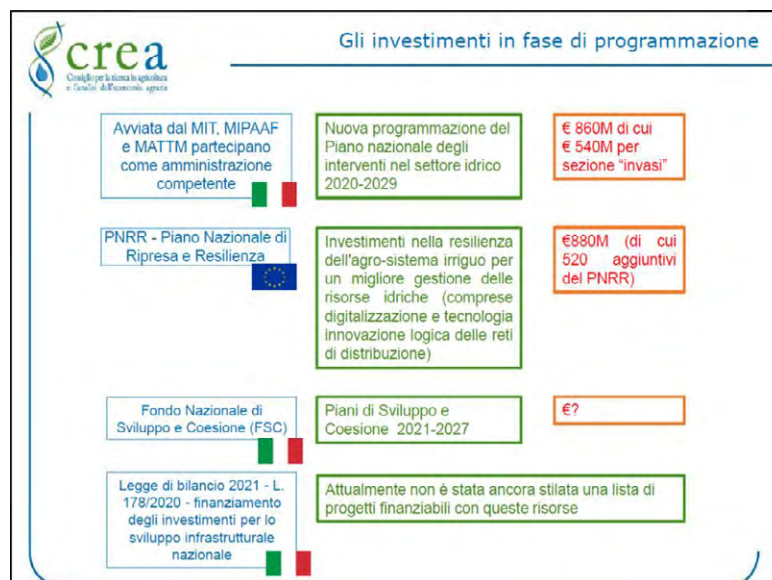 crea
Consiglio per la ricerca in agricoltura
e l'analisi dell'economia agraria
Gli investimenti in fase di programmazione
Avviata dal MIT, MIPAAF
e MATTM partecipano
come amministrazione
competente
Nuova programmazione del
Piano nazionale degli
interventi nel settore idrico
2020-2029
€ 860M di cui
€ 540M per
sezione “invasi”
PNRR - Piano Nazionale di
Ripresa e Resilienza
Investimenti nella resilienza
dell'agro-sistema irriguo per
un migliore gestione delle
risorse idriche (comprese
digitalizzazione e tecnologia
innovazione logica delle reti
di distribuzione)
€880M (di cui
520 aggiuntivi
del PNRR)
Fondo Nazionale di
Sviluppo e Coesione (FSC)
Piani di Sviluppo e
Coesione 2021-2027
€?
Legge di bilancio 2021 - L.
178/2020 - finanziamento
degli investimenti per lo
sviluppo infrastrutturale
nazionale
Attualmente non è stata ancora stilata una lista di
progetti finanziabili con queste risorse